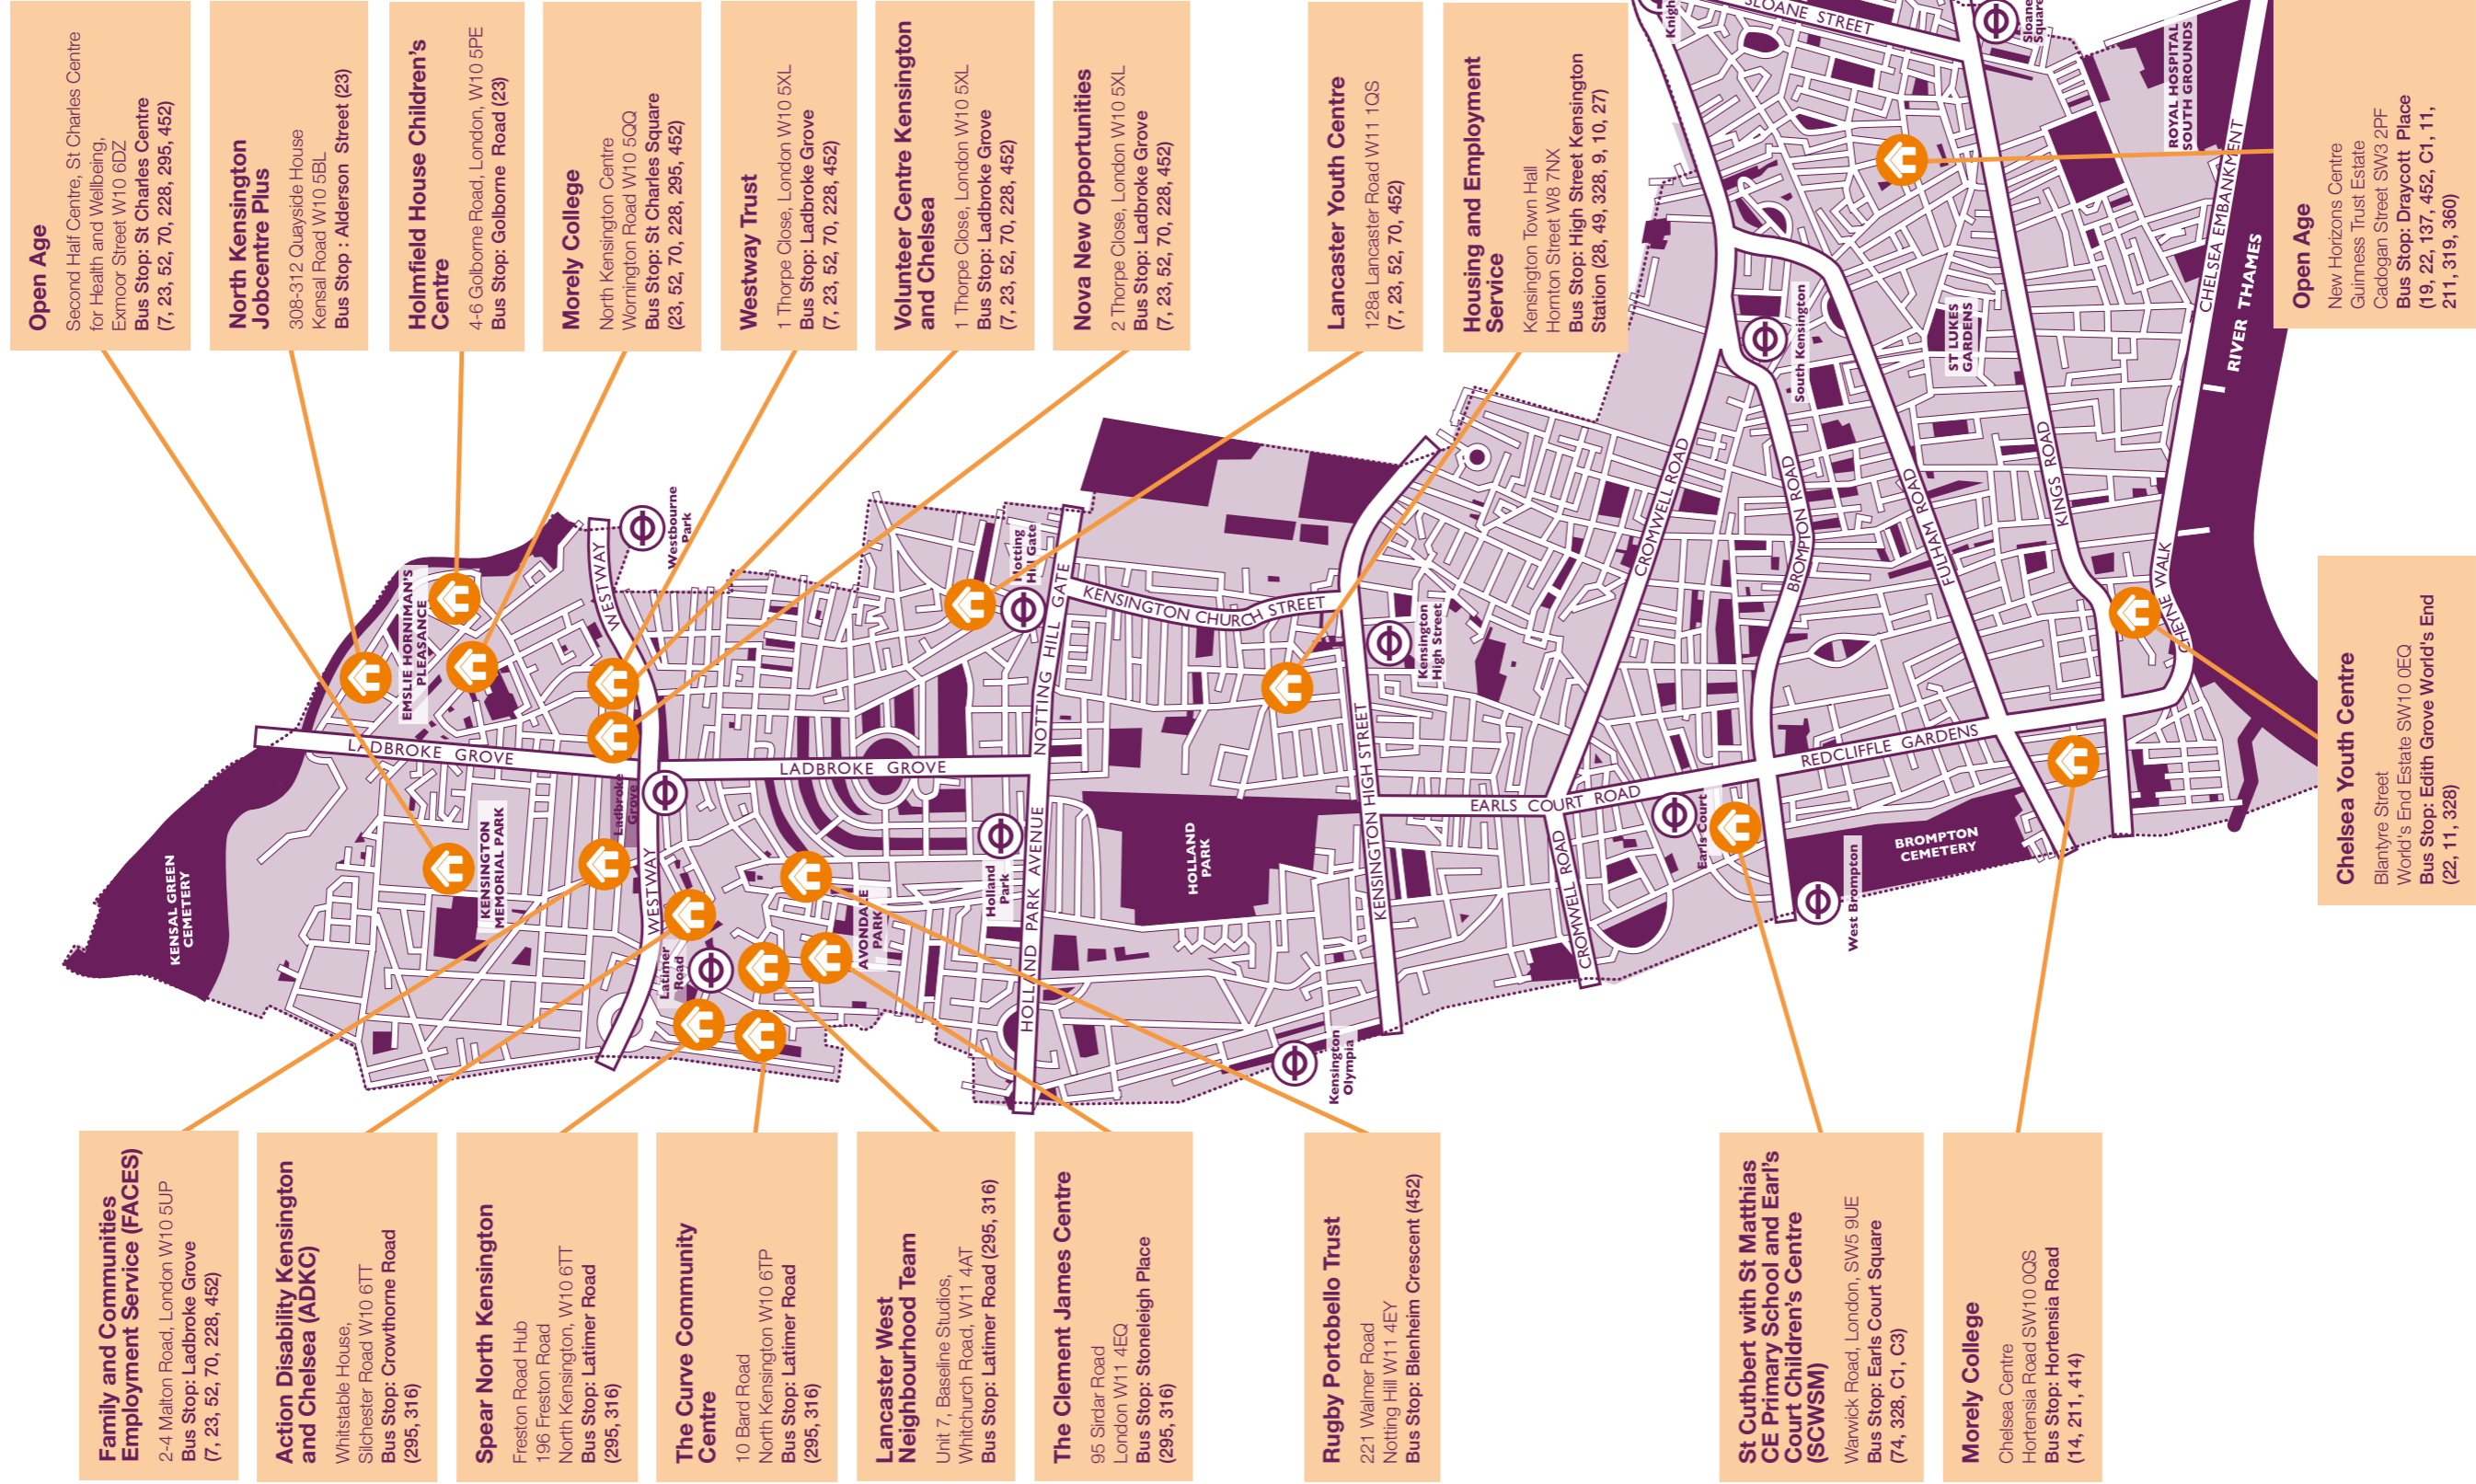 Open Age
Second Half Centre, St Charles Centre
for Health and Wellbeing,
Exmoor Street W10 6DZ
Bus Stop: St Charles Centre
(7, 23, 52, 70, 228, 295, 452)
North Kensington
Jobcentre Plus
308-312 Quayside House
Kensal Road W10 5BL
Bus Stop : Alderson Street (23)
Holmfield House Children's
Centre
4-6 Golborne Road, London, W10 5PE
Bus Stop: Golborne Road (23)
Morely College
North Kensington Centre
Wornington Road W10 5QQ
Bus Stop: St Charles Square
(23, 52, 70, 228, 295, 452)
Westway Trust
1 Thorpe Close, London W10 5XL
Bus Stop: Ladbroke Grove
(7, 23, 52, 70, 228, 452)
Volunteer Centre Kensington
and Chelsea
1 Thorpe Close, London W10 5XL
Bus Stop: Ladbroke Grove
(7, 23, 52, 70, 228, 452)
Nova New Opportunities
2 Thorpe Close, London W10 5XL
Bus Stop: Ladbroke Grove
(7, 23, 52, 70, 228, 452)
Lancaster Youth Centre
128a Lancaster Road W11 1QS
(7, 23, 52, 70, 452)
Housing and Employment
Service
Kensington Town Hall
Hornton Street W8 7NX
Bus Stop: High Street Kensington
Station (28, 49, 328, 9, 10, 27)
Open Age
New Horizons Centre
Guinness Trust Estate
Cadogan Street SW3 2PF
Bus Stop: Draycott Place
(19, 22, 137, 452, C1, 11,
211, 319, 360)
Chelsea Youth Centre
Blantyre Street
World's End Estate SW10 0EQ
Bus Stop: Edith Grove World's End
(22, 11, 328)
Family and Communities
Employment Service (FACES)
2-4 Malton Road, London W10 5UP
Bus Stop: Ladbroke Grove
(7, 23, 52, 70, 228, 452)
Action Disability Kensington
and Chelsea (ADKC)
Whitstable House,
Silchester Road W10 6TT
Bus Stop: Crowthorne Road
(295, 316)
Spear North Kensington
Freston Road Hub
196 Freston Road
North Kensington, W10 6TT
Bus Stop: Latimer Road
(295, 316)
The Curve Community
Centre
10 Bard Road
North Kensington W10 6TP
Bus Stop: Latimer Road
(295, 316)
Lancaster West
Neighbourhood Team
Unit 7, Baseline Studios,
Whitchurch Road, W11 4AT
Bus Stop: Latimer Road (295, 316)
The Clement James Centre
95 Sirdar Road
London W11 4EQ
Bus Stop: Stoneleigh Place
(295, 316)
Rugby Portobello Trust
221 Walmer Road
Notting Hill W11 4EY
Bus Stop: Blenheim Crescent (452)
St Cuthbert with St Matthias
CE Primary School and Earl's
Court Children's Centre
(SCWSM)
Warwick Road, London, SW5 9UE
Bus Stop: Earls Court Square
(74, 328, C1, C3)
Morely College
Chelsea Centre
Hortensia Road SW10 0QS
Bus Stop: Hortensia Road
(14, 211, 414)
KENSAL GREEN
CEMETERY
LADBROKE GROVE
EMSLIE HORNIMAN'S
PLEASANCE
KENSINGTON
MEMORIAL PARK
WESTWAY
Westbourne
Park
Ladbroke
Grove
WESTWAY
Latimer
Road
LADBROKE GROVE
AVONDALE
PARK
Notting
Hill Gate
NOTTING HILL GATE
Holland
Park
HOLLAND PARK AVENUE
KENSINGTON CHURCH STREET
HOLLAND
PARK
Kensington
High Street
KENSINGTON HIGH STREET
Kensington
Olympia
EARLS COURT ROAD
CROMWELL ROAD
CROMWELL ROAD
Earls Court
West Brompton
BROMPTON
CEMETERY
REDCLIFFLE GARDENS
BROMPTON ROAD
FULHAM ROAD
South Kensington
Knigh
SLOANE STREET
Sloane
Square
ST LUKES
GARDENS
KINGS ROAD
CHEYNE WALK
CHELSEA EMBANKMENT
ROYAL HOSPITAL
SOUTH GROUNDS
RIVER THAMES